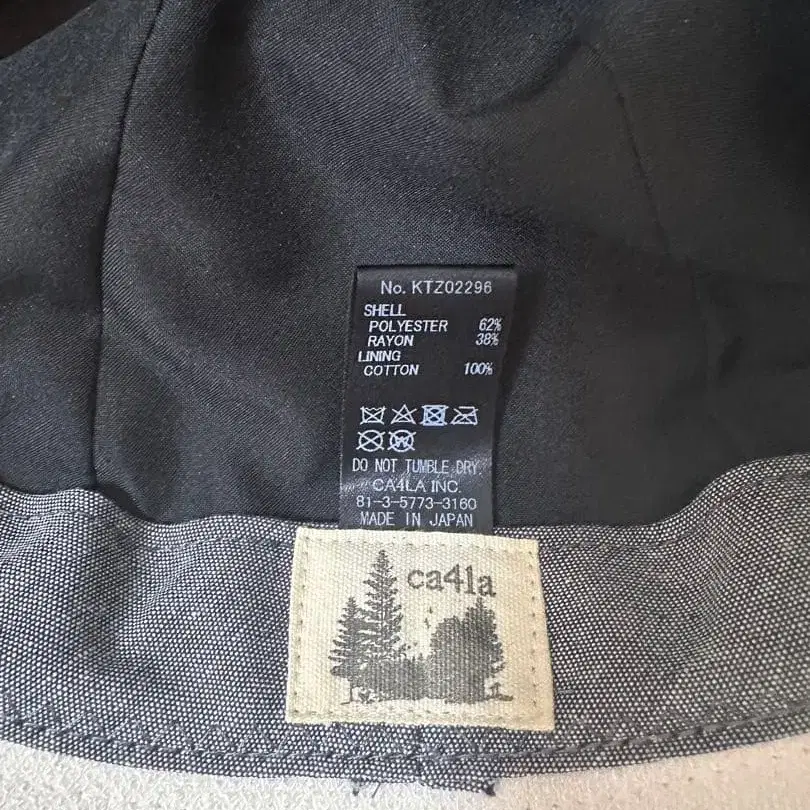 No. KTZ02296
SHELL
POLYESTER 62%
RAYON 38%
LINING
COTTON 100%
DO NOT TUMBLE DRY.
CA4LA INC.
81-3-5773-3160
MADE IN JAPAN
ca4la